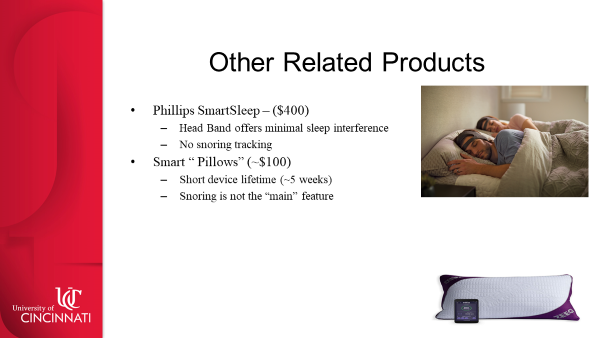 Other Related Products
• Phillips SmartSleep – ($400)
– Head Band offers minimal sleep interference
– No snoring tracking
• Smart “ Pillows” (~$100)
– Short device lifetime (~5 weeks)
– Snoring is not the “main” feature
UC
University of
CINCINNATI